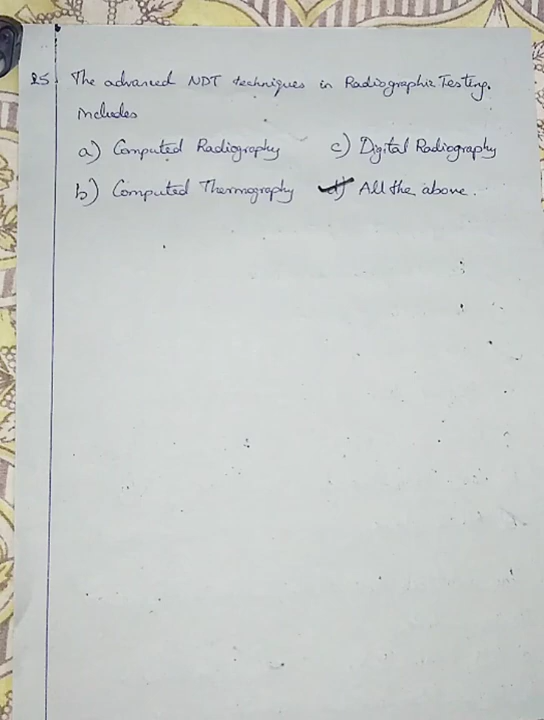 25. The advanced NDT techniques in Radiographic Testing.
includes
a) Computed Radiography c) Digital Radiography
b) Computed Thermography d) All the above.